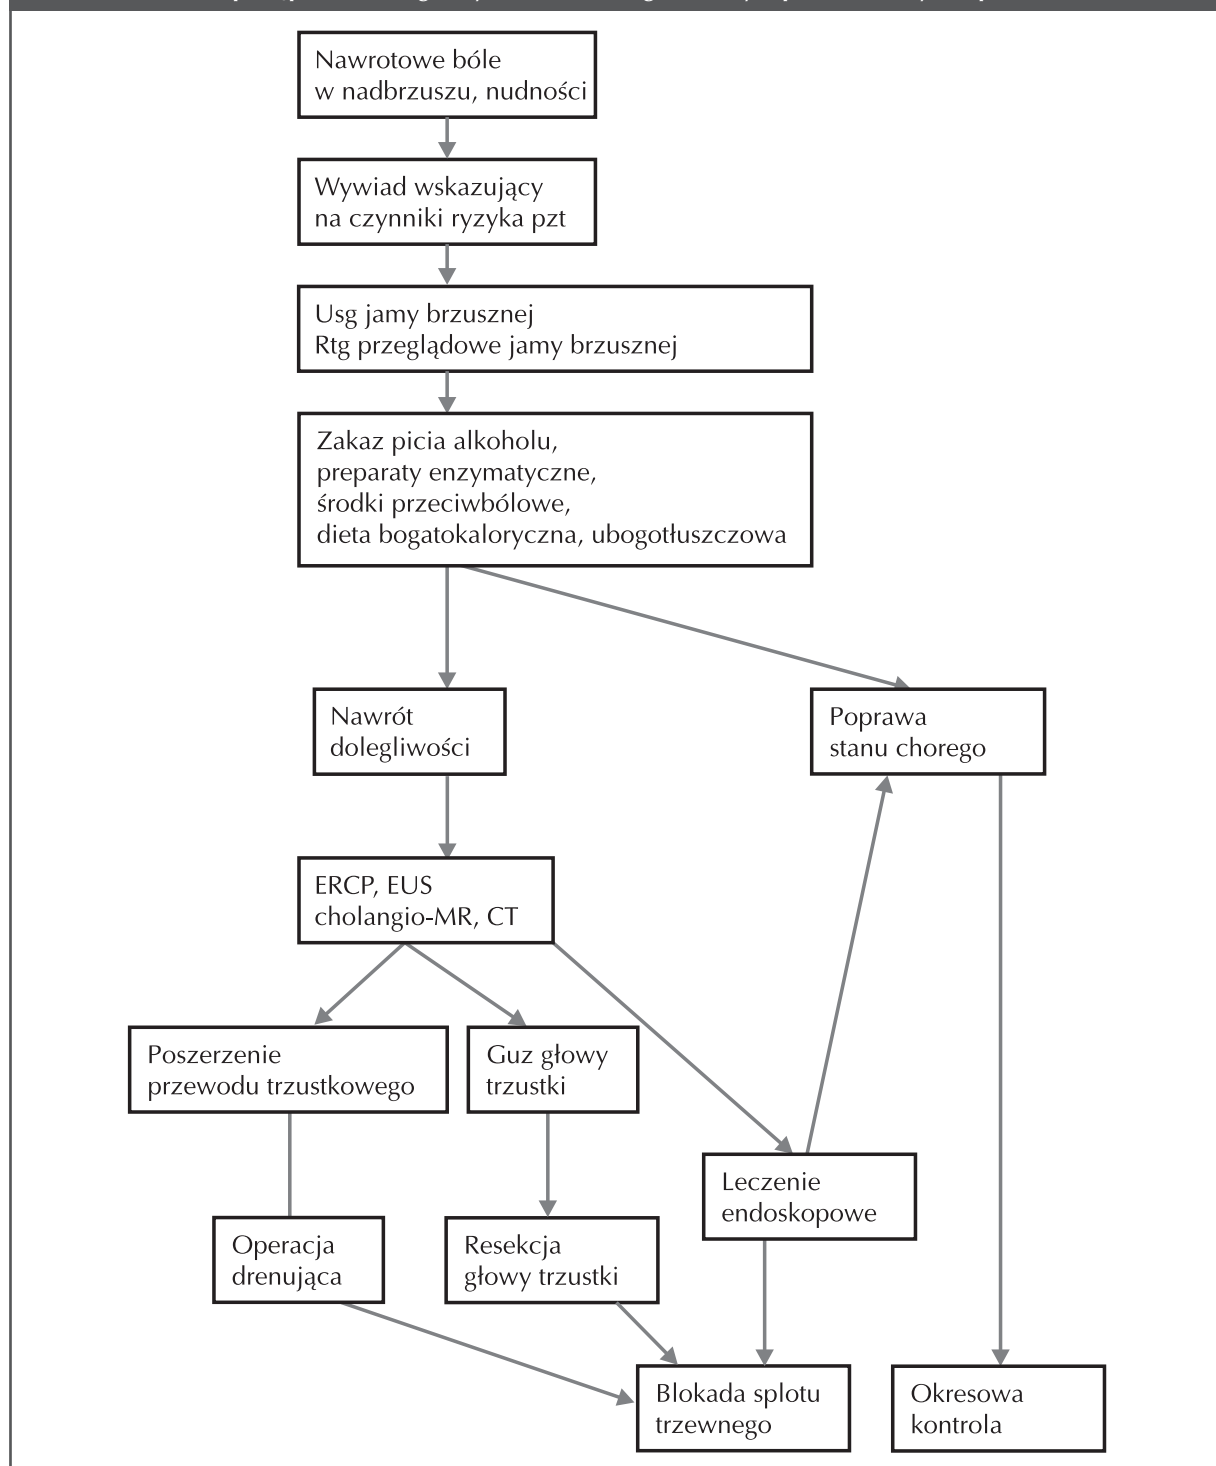 Nawrotowe bóle
w nadbrzuszu, nudności
Wywiad wskazujący
na czynniki ryzyka pzt
Usg jamy brzusznej
Rtg przeglądowe jamy brzusznej
Zakaz picia alkoholu,
preparaty enzymatyczne,
środki przeciwbólowe,
dieta bogatokaloryczna, ubogotłuszczowa
Nawrót
dolegliwości
Poprawa
stanu chorego
ERCP, EUS
cholangio-MR, CT
Poszerzenie
przewodu trzustkowego
Guz głowy
trzustki
Leczenie
endoskopowe
Operacja
drenująca
Resekcja
głowy trzustki
Blokada splotu
trzewnego
Okresowa
kontrola